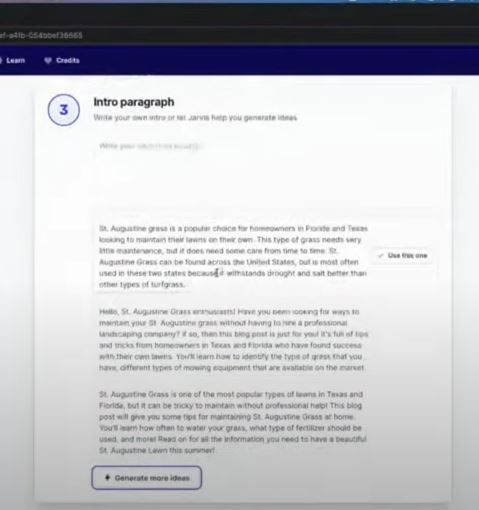 ef-a4fb-054bbef36665
Learn
Credits
3
Intro paragraph
Write your own intro or let Jarvis help you generate ideas
Write your
St. Augustine grass is a popular choice for homeowners in Florida and Texas
looking to maintain their lawns on their own. This type of grass needs very
little maintenance, but it does need some care from time to time. St.
Augustine Grass can be found across the United States, but is most often
used in these two states because it withstands drought and salt better than
other types of turfgrass.
Use this one
Hello, St. Augustine Grass enthusiasts! Have you been looking for ways to
maintain your St. Augustine grass without having to hire a professional
landscaping company? If so, then this blog post is just for you! It's full of tips
and tricks from homeowners in Texas and Florida who have found success
with their own lawns. You'll learn how to identify the type of grass that you
have, different types of mowing equipment that are available on the market
St. Augustine Grass is one of the most popular types of lawns in Texas and
Florida, but it can be tricky to maintain without professional help! This blog
post will give you some tips for maintaining St. Augustine Grass at home.
You'll learn how often to water your grass, what type of fertilizer should be
used, and more! Read on for all the information you need to have a beautiful
St. Augustine Lawn this summer!
Generate more ideas